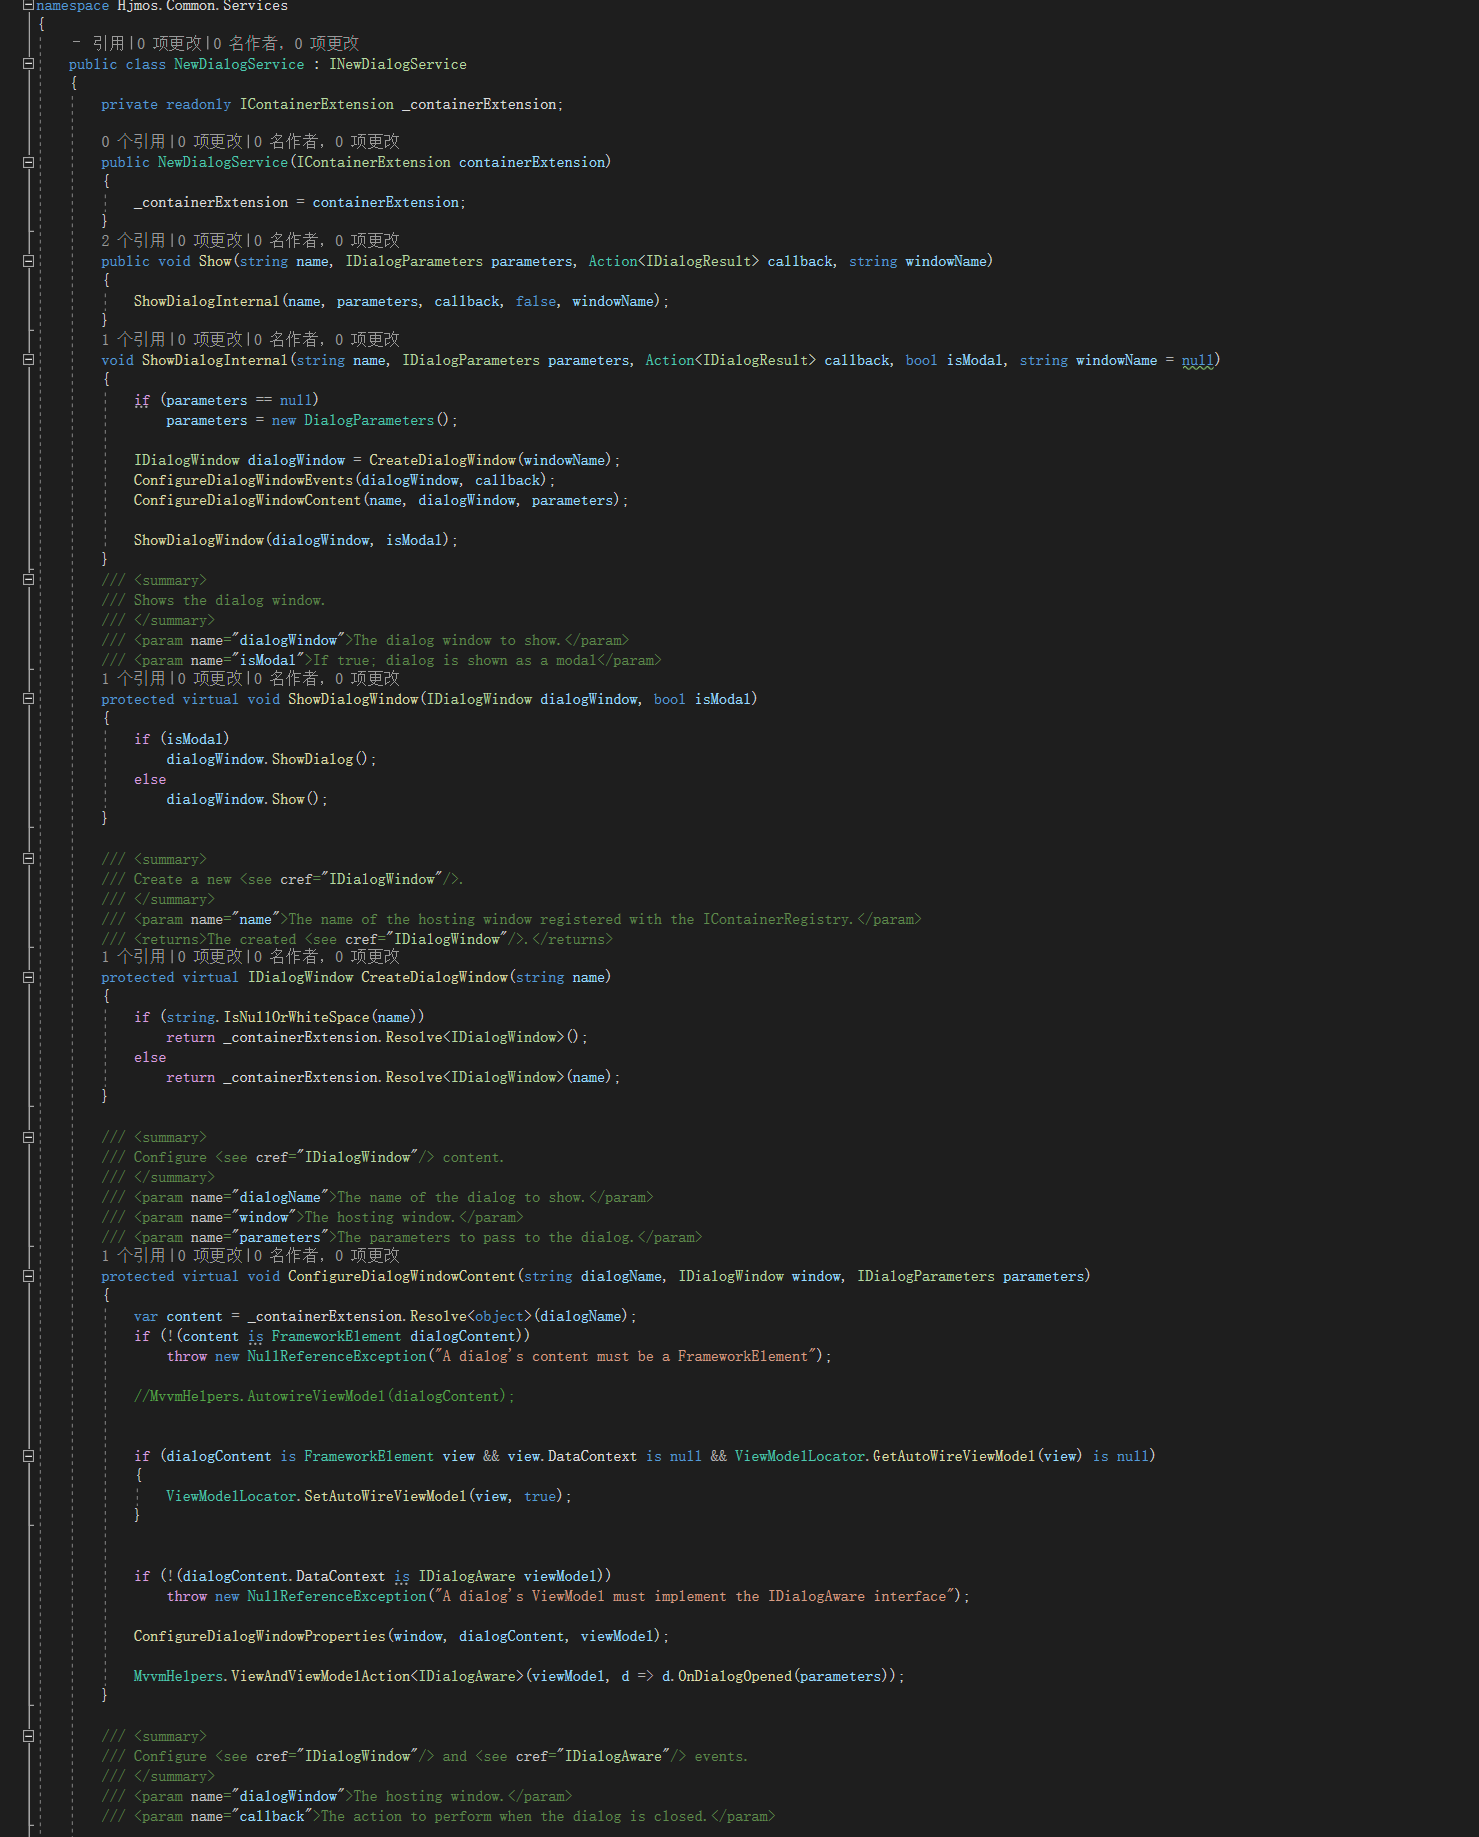 namespace Hjmos.Common.Services
{
- 引用|0 项更改|0 名作者, 0 项更改
public class NewDialogService : INewDialogService
{
private readonly IContainerExtension _containerExtension;
0 个引用|0 项更改|0 名作者, 0 项更改
public NewDialogService(IContainerExtension containerExtension)
{
_containerExtension = containerExtension;
}
2 个引用|0 项更改|0 名作者, 0 项更改
public void Show(string name, IDialogParameters parameters, Action<IDialogResult> callback, string windowName)
{
ShowDialogInternal(name, parameters, callback, false, windowName);
}
1 个引用|0 项更改|0 名作者, 0 项更改
void ShowDialogInternal(string name, IDialogParameters parameters, Action<IDialogResult> callback, bool isModal, string windowName = null)
{
if (parameters == null)
parameters = new DialogParameters();
IDialogWindow dialogWindow = CreateDialogWindow(windowName);
ConfigureDialogWindowEvents(dialogWindow, callback);
ConfigureDialogWindowContent(name, dialogWindow, parameters);
ShowDialogWindow(dialogWindow, isModal);
}
/// <summary>
/// Shows the dialog window.
/// </summary>
/// <param name="dialogWindow">The dialog window to show.</param>
/// <param name="isModal">If true; dialog is shown as a modal</param>
1 个引用|0 项更改|0 名作者, 0 项更改
protected virtual void ShowDialogWindow(IDialogWindow dialogWindow, bool isModal)
{
if (isModal)
dialogWindow.ShowDialog();
else
dialogWindow.Show();
}
/// <summary>
/// Create a new <see cref="IDialogWindow"/>.
/// </summary>
/// <param name="name">The name of the hosting window registered with the IContainerRegistry.</param>
/// <returns>The created <see cref="IDialogWindow"/>.</returns>
1 个引用|0 项更改|0 名作者, 0 项更改
protected virtual IDialogWindow CreateDialogWindow(string name)
{
if (string.IsNullOrWhiteSpace(name))
return _containerExtension.Resolve<IDialogWindow>();
else
return _containerExtension.Resolve<IDialogWindow>(name);
}
/// <summary>
/// Configure <see cref="IDialogWindow"/> content.
/// </summary>
/// <param name="dialogName">The name of the dialog to show.</param>
/// <param name="window">The hosting window.</param>
/// <param name="parameters">The parameters to pass to the dialog.</param>
1 个引用|0 项更改|0 名作者, 0 项更改
protected virtual void ConfigureDialogWindowContent(string dialogName, IDialogWindow window, IDialogParameters parameters)
{
var content = _containerExtension.Resolve<object>(dialogName);
if (!(content is FrameworkElement dialogContent))
throw new NullReferenceException("A dialog's content must be a FrameworkElement");
//MvvmHelpers.AutowireViewModel(dialogContent);
if (dialogContent is FrameworkElement view && view.DataContext is null && ViewModelLocator.GetAutoWireViewModel(view) is null)
{
ViewModelLocator.SetAutoWireViewModel(view, true);
}
if (!(dialogContent.DataContext is IDialogAware viewModel))
throw new NullReferenceException("A dialog's ViewModel must implement the IDialogAware interface");
ConfigureDialogWindowProperties(window, dialogContent, viewModel);
MvvmHelpers.ViewAndViewModelAction<IDialogAware>(viewModel, d => d.OnDialogOpened(parameters));
}
/// <summary>
/// Configure <see cref="IDialogWindow"/> and <see cref="IDialogAware"/> events.
/// </summary>
/// <param name="dialogWindow">The hosting window.</param>
/// <param name="callback">The action to perform when the dialog is closed.</param>